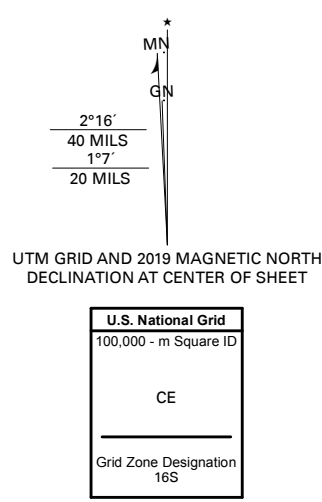 ★
MN
GN
2°16´
40 MILS
1°7´
20 MILS
UTM GRID AND 2019 MAGNETIC NORTH
DECLINATION AT CENTER OF SHEET
U.S. National Grid
100,000 - m Square ID
CE
Grid Zone Designation
16S